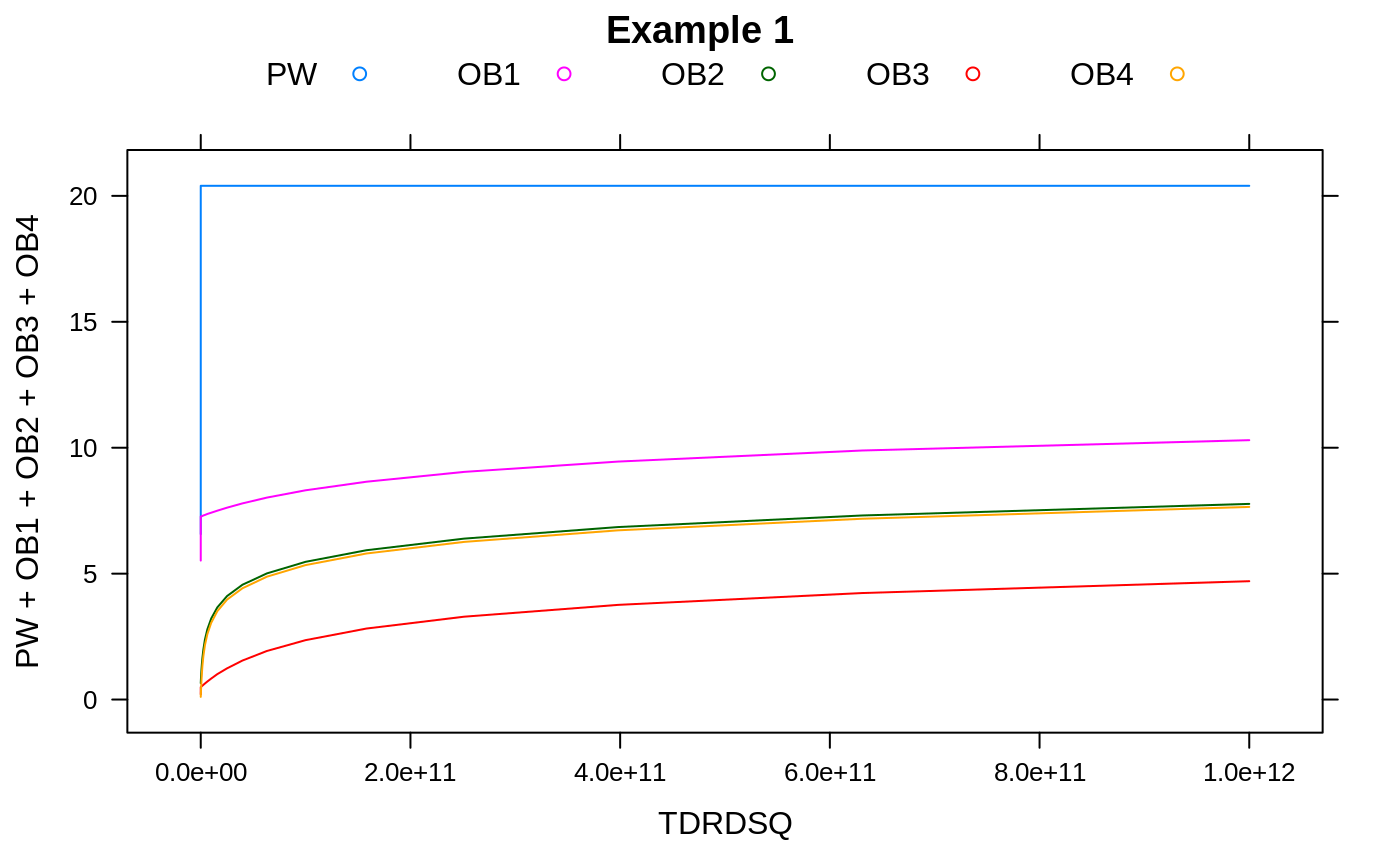 Example 1
PW OB1 OB2 OB3 OB4
PW + OB1 + OB2 + OB3 + OB4
20
15
10
5
0
0.0e+00 2.0e+11 4.0e+11 6.0e+11 8.0e+11 1.0e+12
TDRDSQ